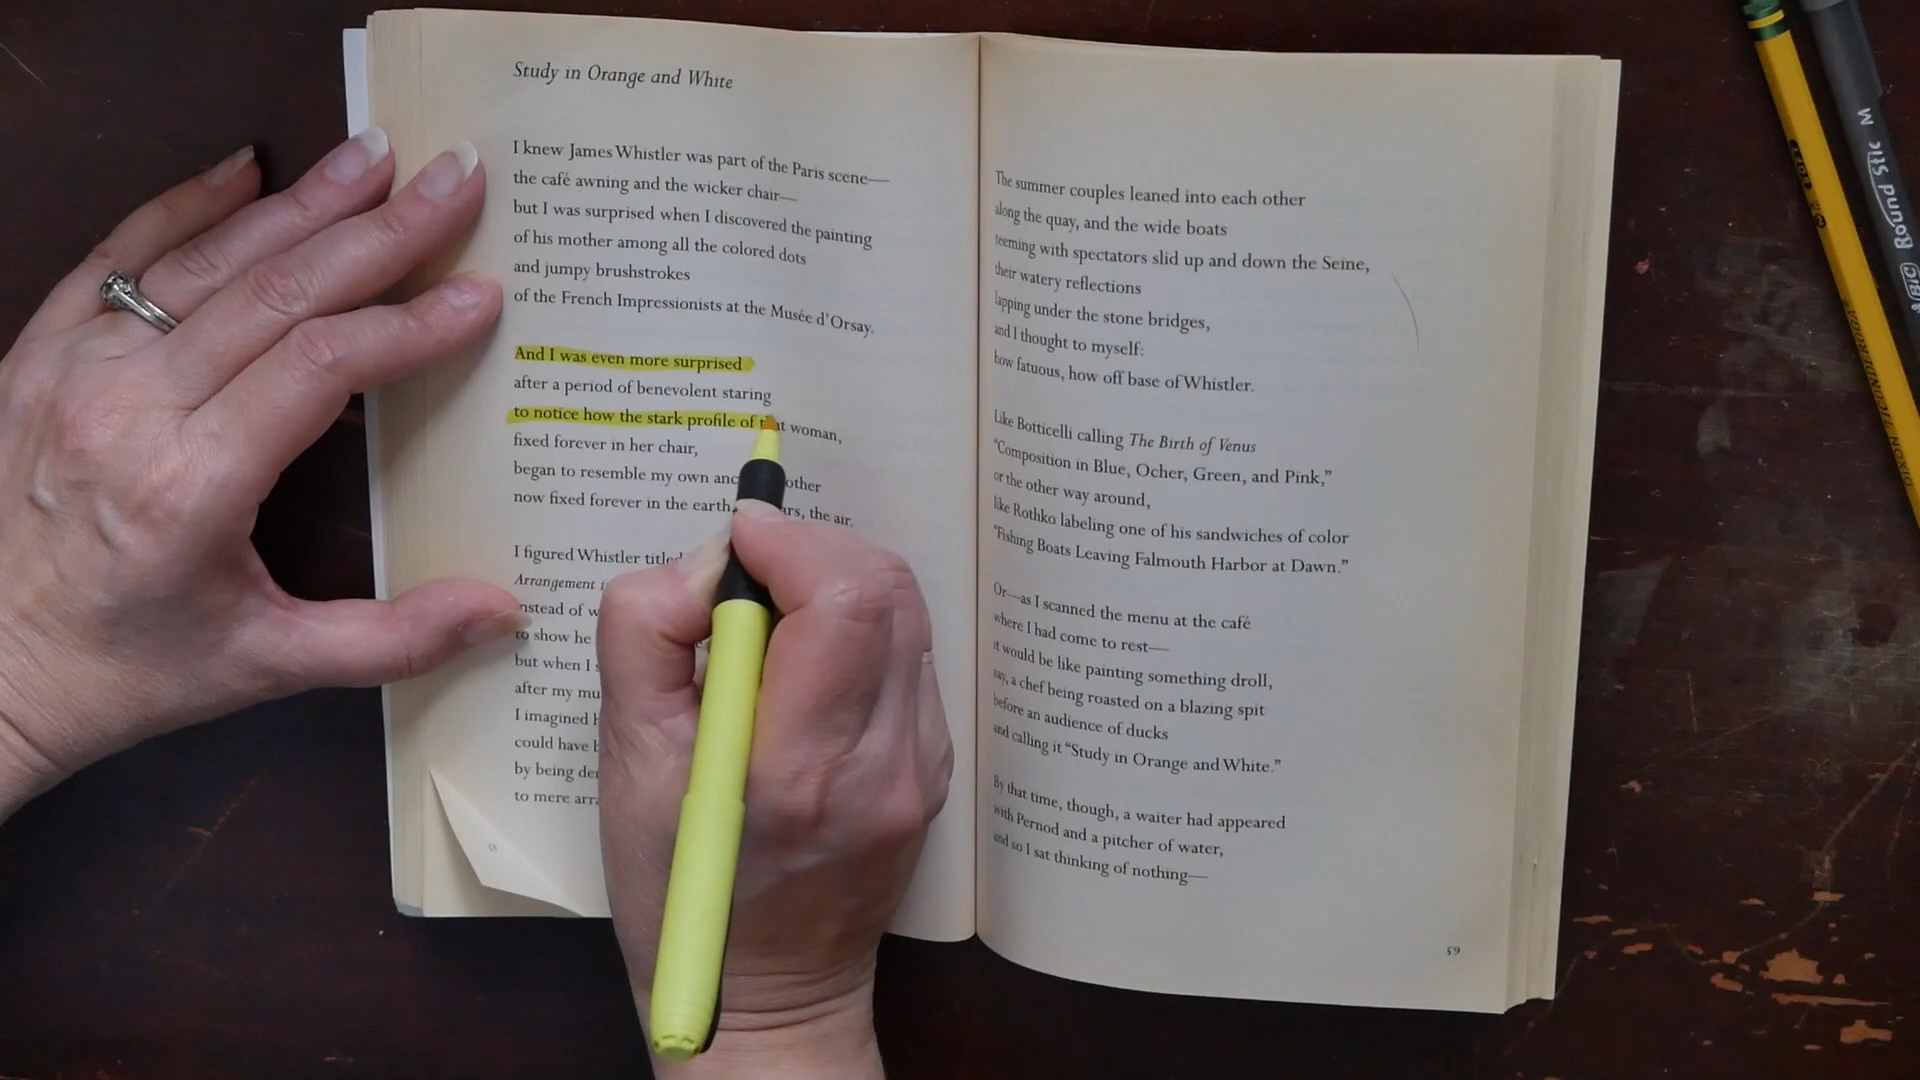 Study in Orange and White
I knew James Whistler was part of the Paris scene—
the café awning and the wicker chair—
but I was surprised when I discovered the painting
of his mother among all the colored dots
and jumpy brushstrokes
of the French Impressionists at the Musée d'Orsay.
And I was even more surprised
after a period of benevolent staring
to notice how the stark profile of that woman,
fixed forever in her chair,
began to resemble my own
now fixed forever in the earth, the air.
I figured Whistler titled
Arrangement
instead of
to show he
but when I
after my
I imagined
could have
by being
to mere
The summer couples leaned into each other
along the quay, and the wide boats
teeming with spectators slid up and down the Seine,
their watery reflections
lapping under the stone bridges,
and I thought to myself:
how fatuous, how off base of Whistler.
Like Botticelli calling The Birth of Venus
"Composition in Blue, Ocher, Green, and Pink,"
or the other way around,
like Rothko labeling one of his sandwiches of color
"Fishing Boats Leaving Falmouth Harbor at Dawn."
Or—as I scanned the menu at the café
where I had come to rest—
it would be like painting something droll,
say, a chef being roasted on a blazing spit
before an audience of ducks
and calling it "Study in Orange and White."
By that time, though, a waiter had appeared
with Pernod and a pitcher of water,
and so I sat thinking of nothing—
59
DIXON TICONDEROGA
BIC Round Stic M